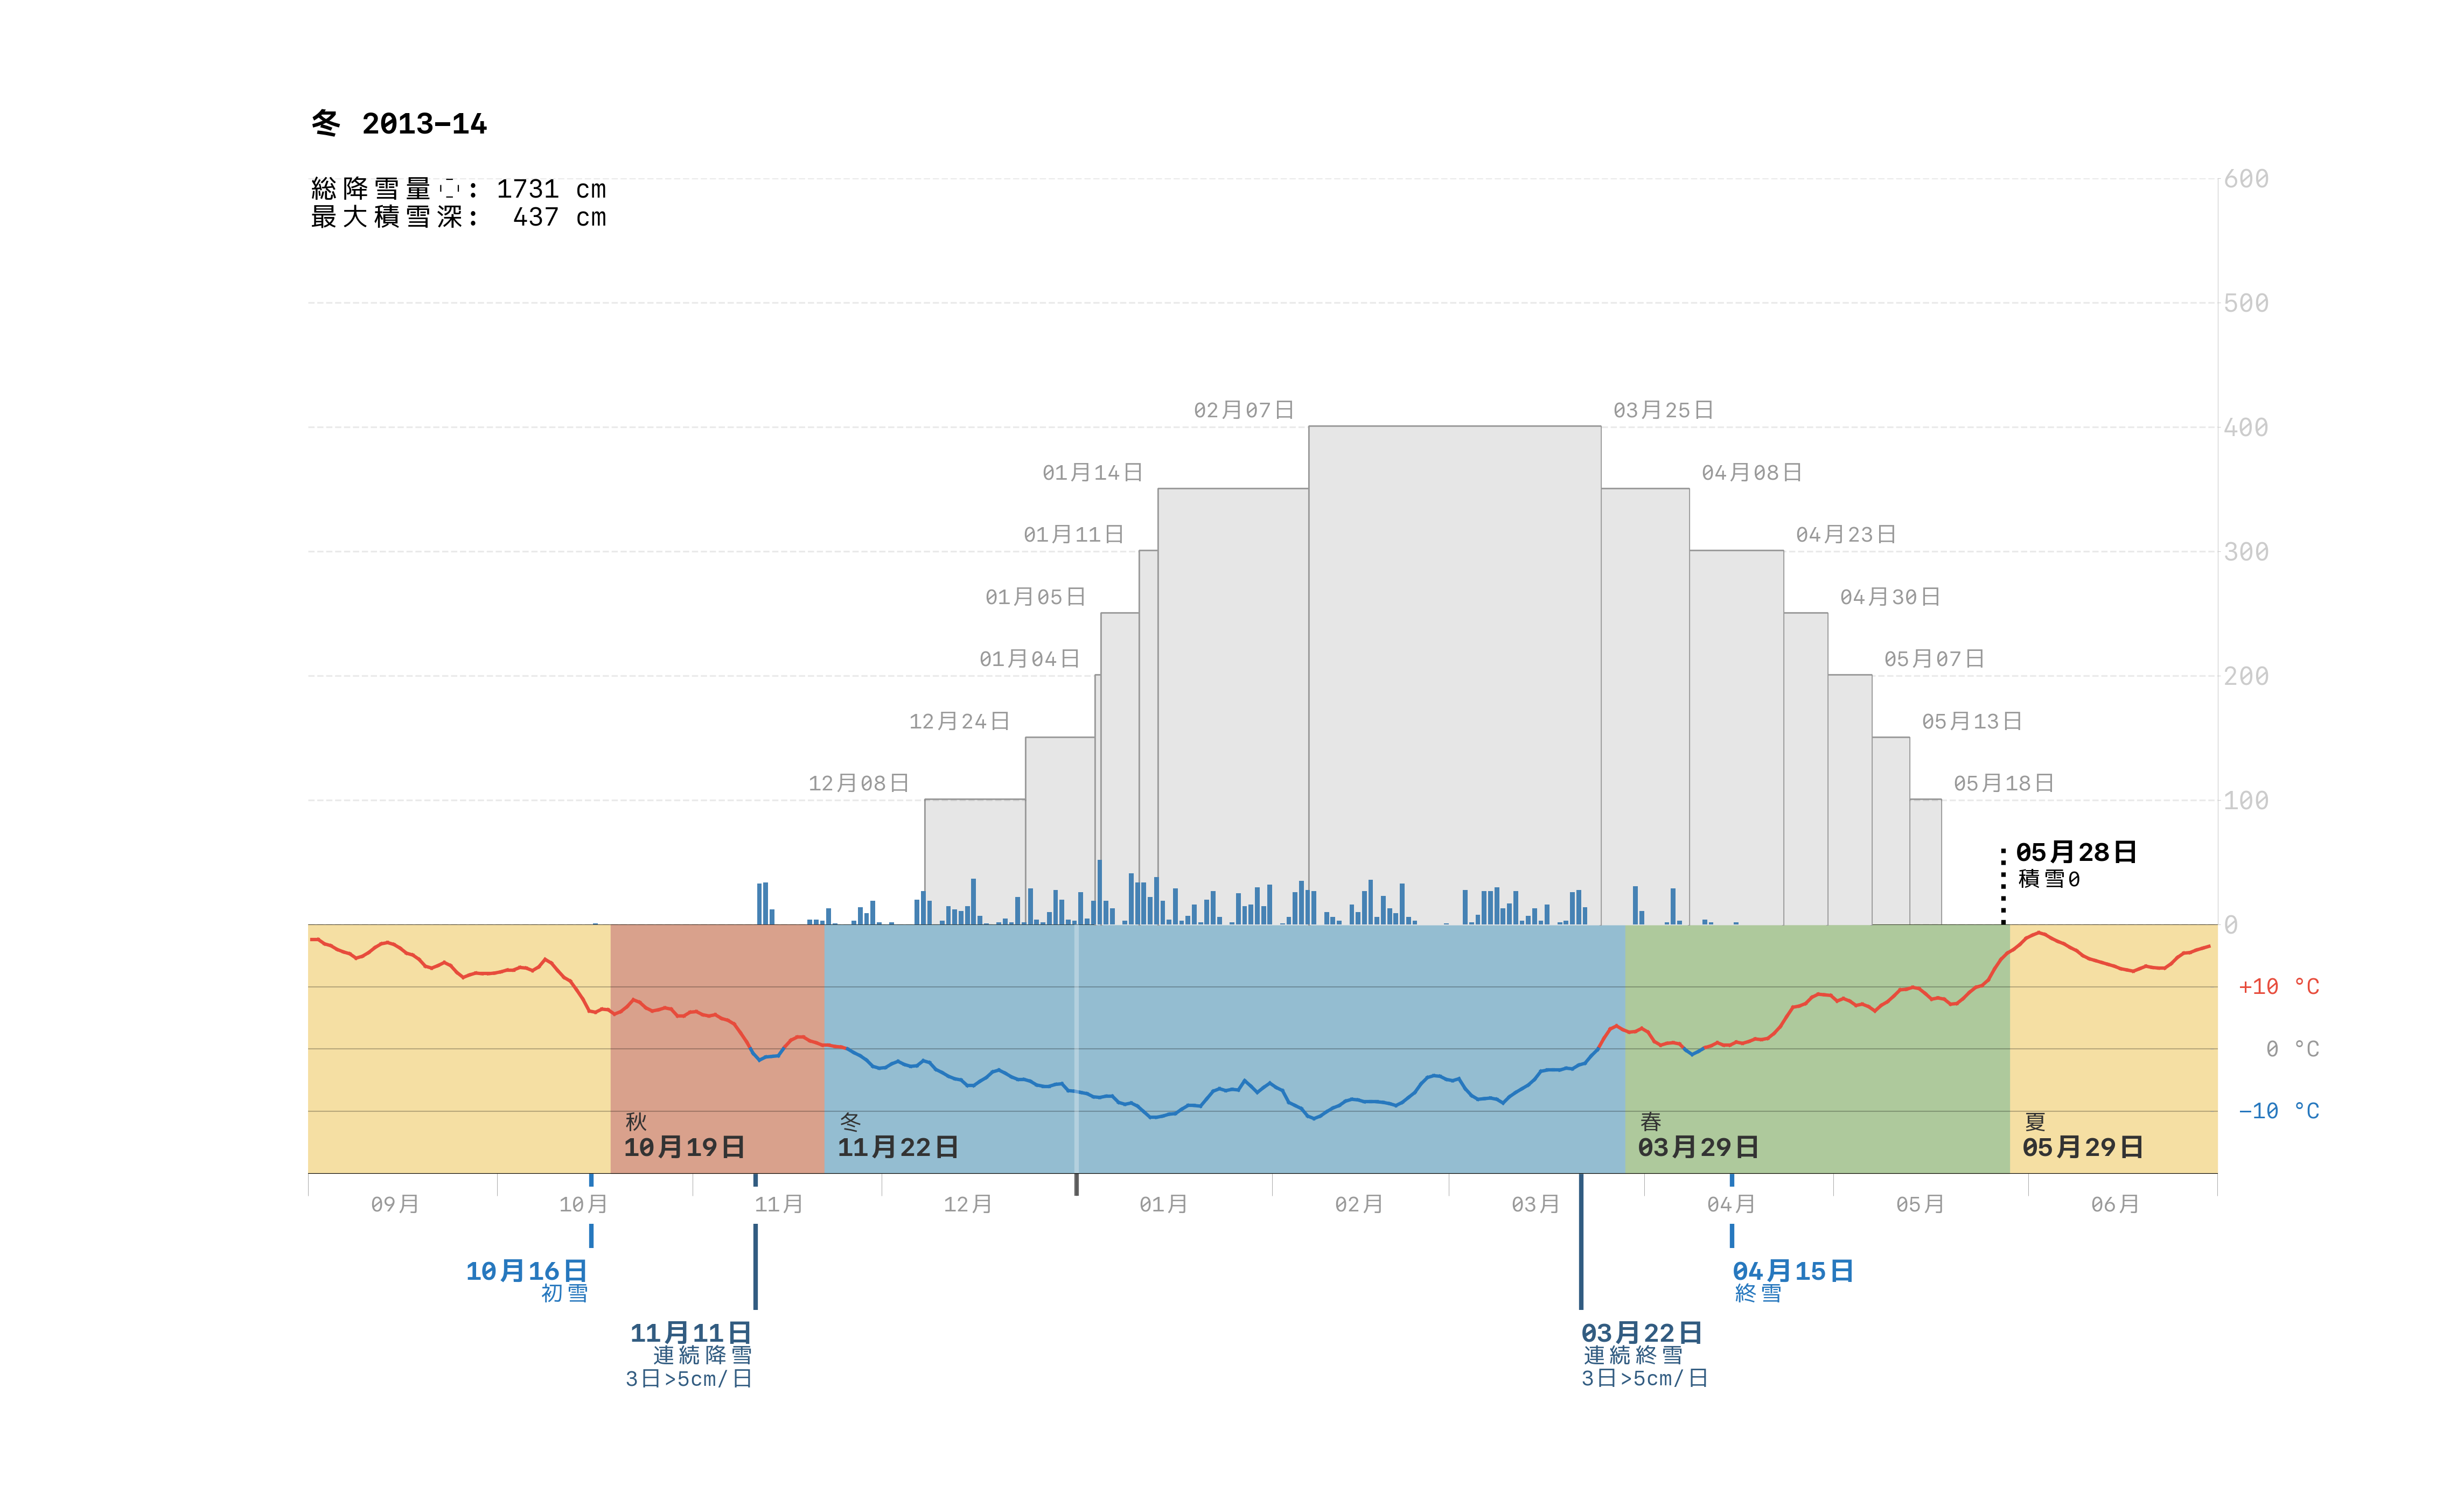 冬 2013-14
総降雪量: 1731 cm
最大積雪深: 437 cm
600
500
400
300
200
100
0
02月07日
03月25日
01月14日
04月08日
01月11日
04月23日
01月05日
04月30日
01月04日
05月07日
12月24日
05月13日
12月08日
05月18日
05月28日
積雪0
+10 °C
0 °C
-10 °C
秋
10月19日
冬
11月22日
春
03月29日
夏
05月29日
09月
10月
11月
12月
01月
02月
03月
04月
05月
06月
10月16日
初雪
04月15日
終雪
11月11日
連続降雪
3日>5cm/日
03月22日
連続終雪
3日>5cm/日